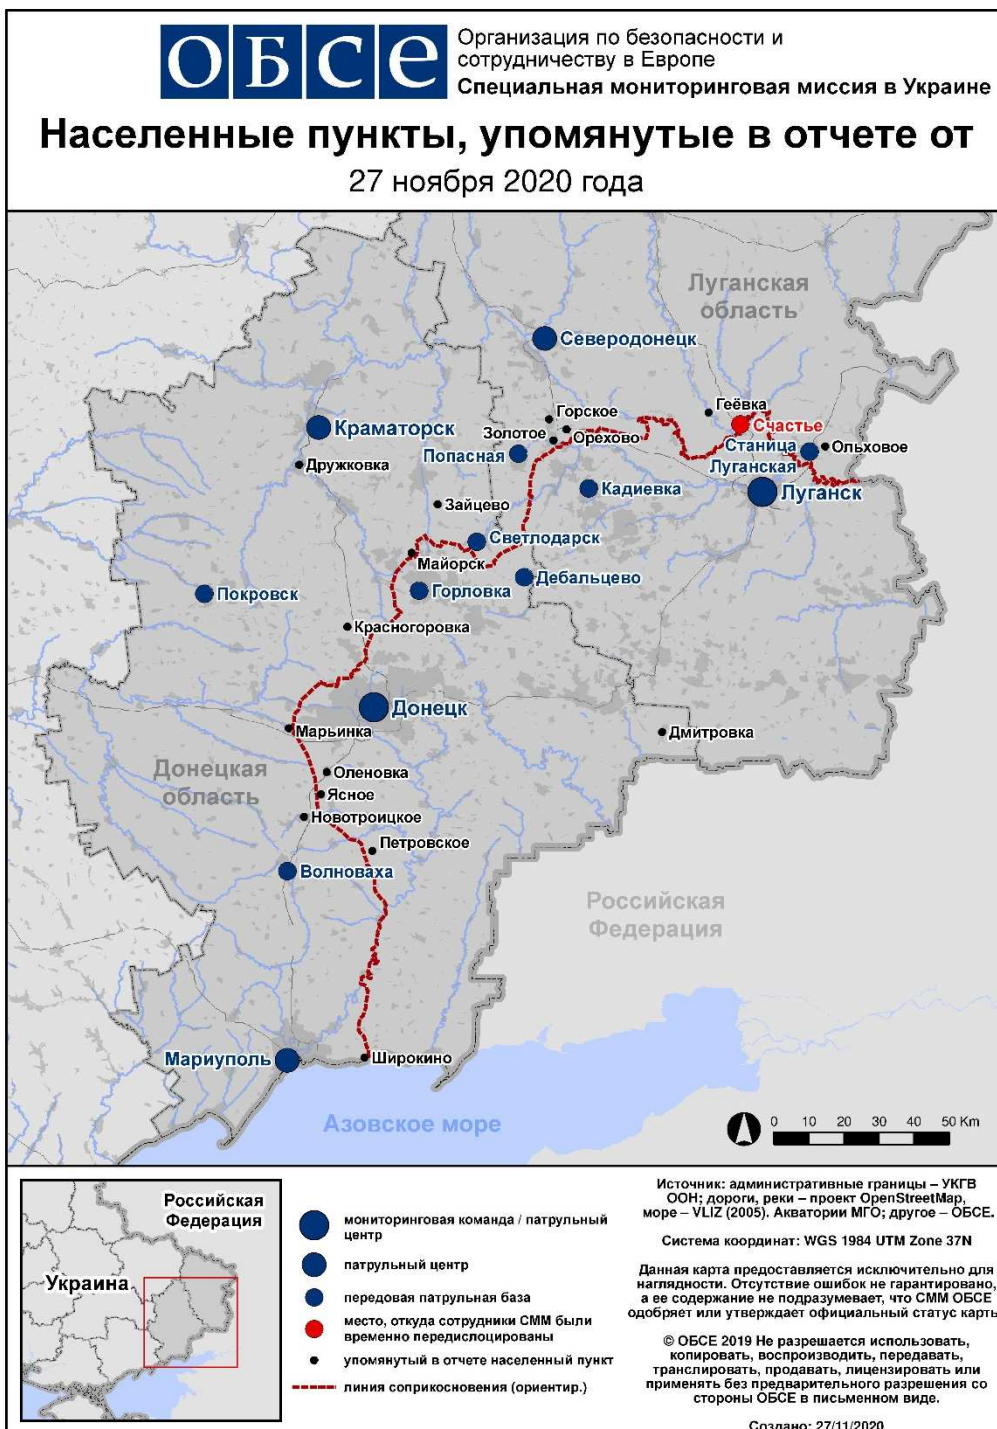 ОБСЕ
Организация по безопасности и
сотрудничеству в Европе
Специальная мониторинговая миссия в Украине
Населенные пункты, упомянутые в отчете от
27 ноября 2020 года
Луганская
область
Северодонецк
Геёвка
Горское
Счастье
Краматорск
Золотое
Орехово
Станица
Луганская
Ольховое
Попасная
Дружковка
Кадиевка
Луганск
Зайцево
Светлодарск
Майорск
Дебальцево
Покровск
Горловка
Красногоровка
Донецк
Марьинка
Дмитровка
Донецкая
область
Оленовка
Ясное
Новотроицкое
Петровское
Волноваха
Российская
Федерация
Мариуполь
Широкино
Азовское море
0 10 20 30 40 50 Km
Российская
Федерация
Украина
мониторинговая команда / патрульный
центр
патрульный центр
передовая патрульная база
место, откуда сотрудники СММ были
временно передислоцированы
упомянутый в отчете населенный пункт
линия соприкосновения (ориентир.)
Источник: административные границы – УКГВ
ООН; дороги, реки – проект OpenStreetMap,
море – VLIZ (2005). Акватории МГО; другое – ОБСЕ.
Система координат: WGS 1984 UTM Zone 37N
Данная карта предоставляется исключительно для
наглядности. Отсутствие ошибок не гарантировано,
а ее содержание не подразумевает, что СММ ОБСЕ
одобряет или утверждает официальный статус карты
© ОБСЕ 2019 Не разрешается использовать,
копировать, воспроизводить, передавать,
транслировать, продавать, лицензировать или
применять без предварительного разрешения со
стороны ОБСЕ в письменном виде.
Создано: 27/11/2020